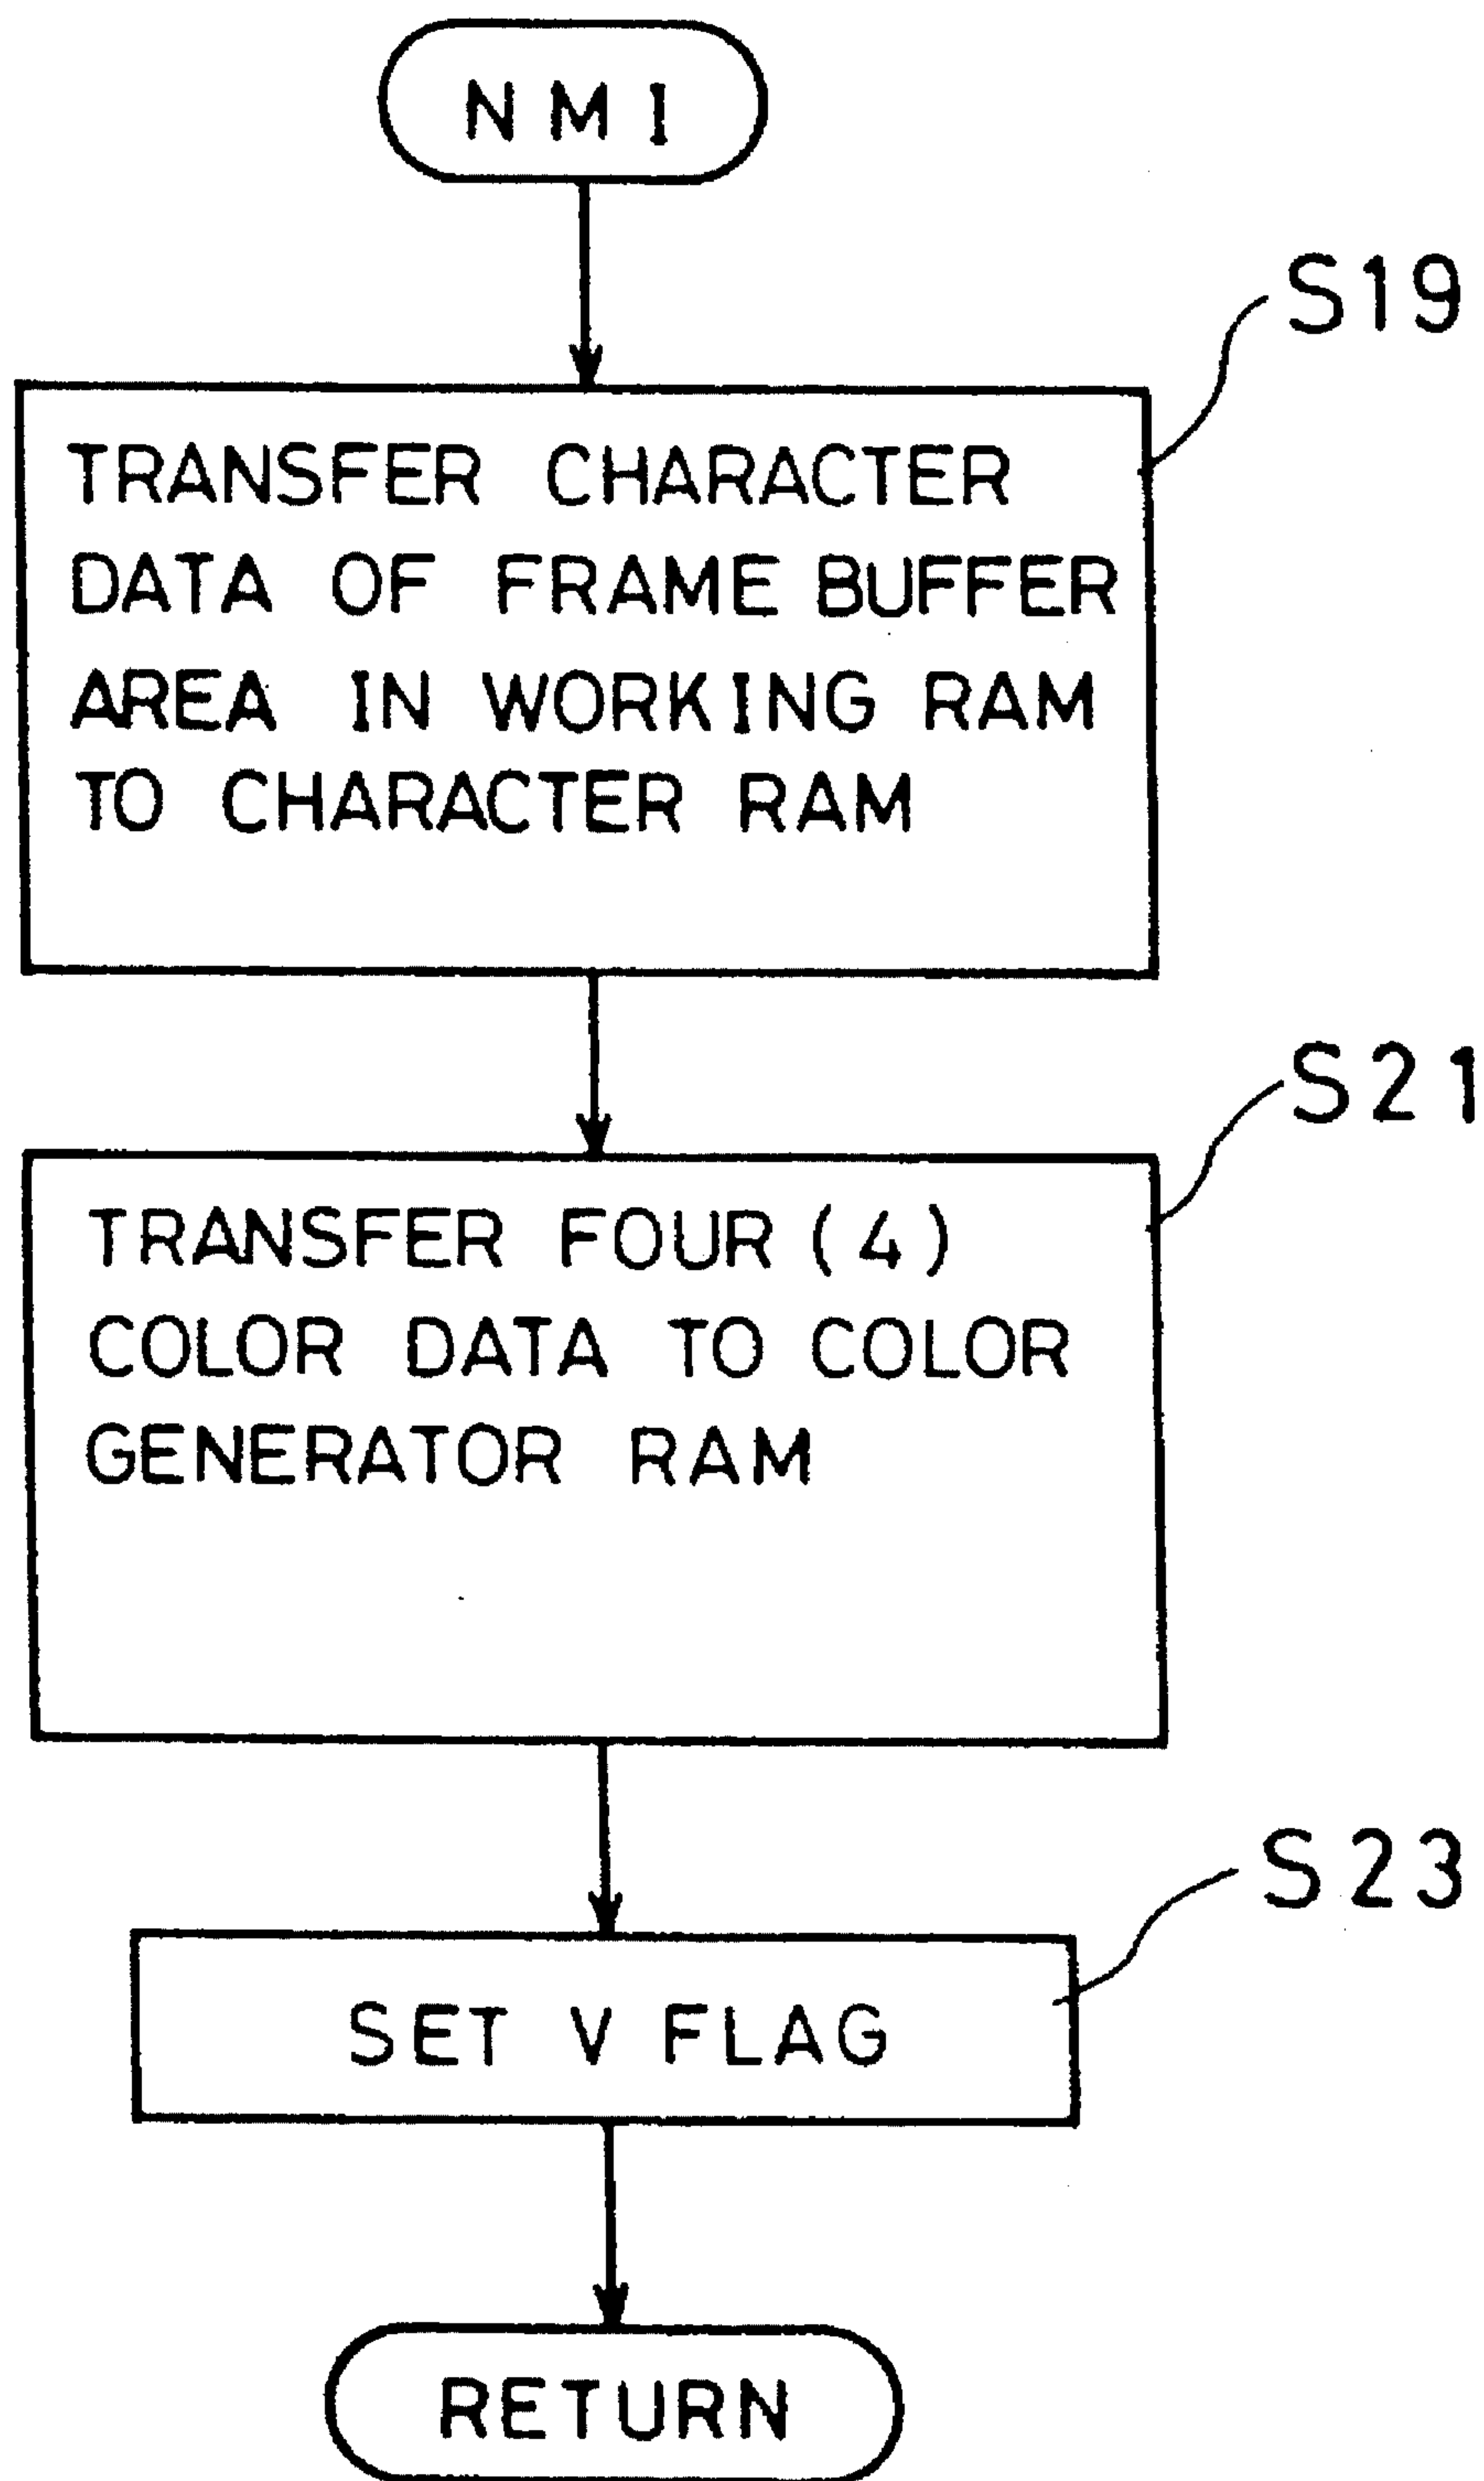 NMI
S19
TRANSFER CHARACTER
DATA OF FRAME BUFFER
AREA IN WORKING RAM
TO CHARACTER RAM
S21
TRANSFER FOUR (4)
COLOR DATA TO COLOR
GENERATOR RAM
S23
SET V FLAG
RETURN